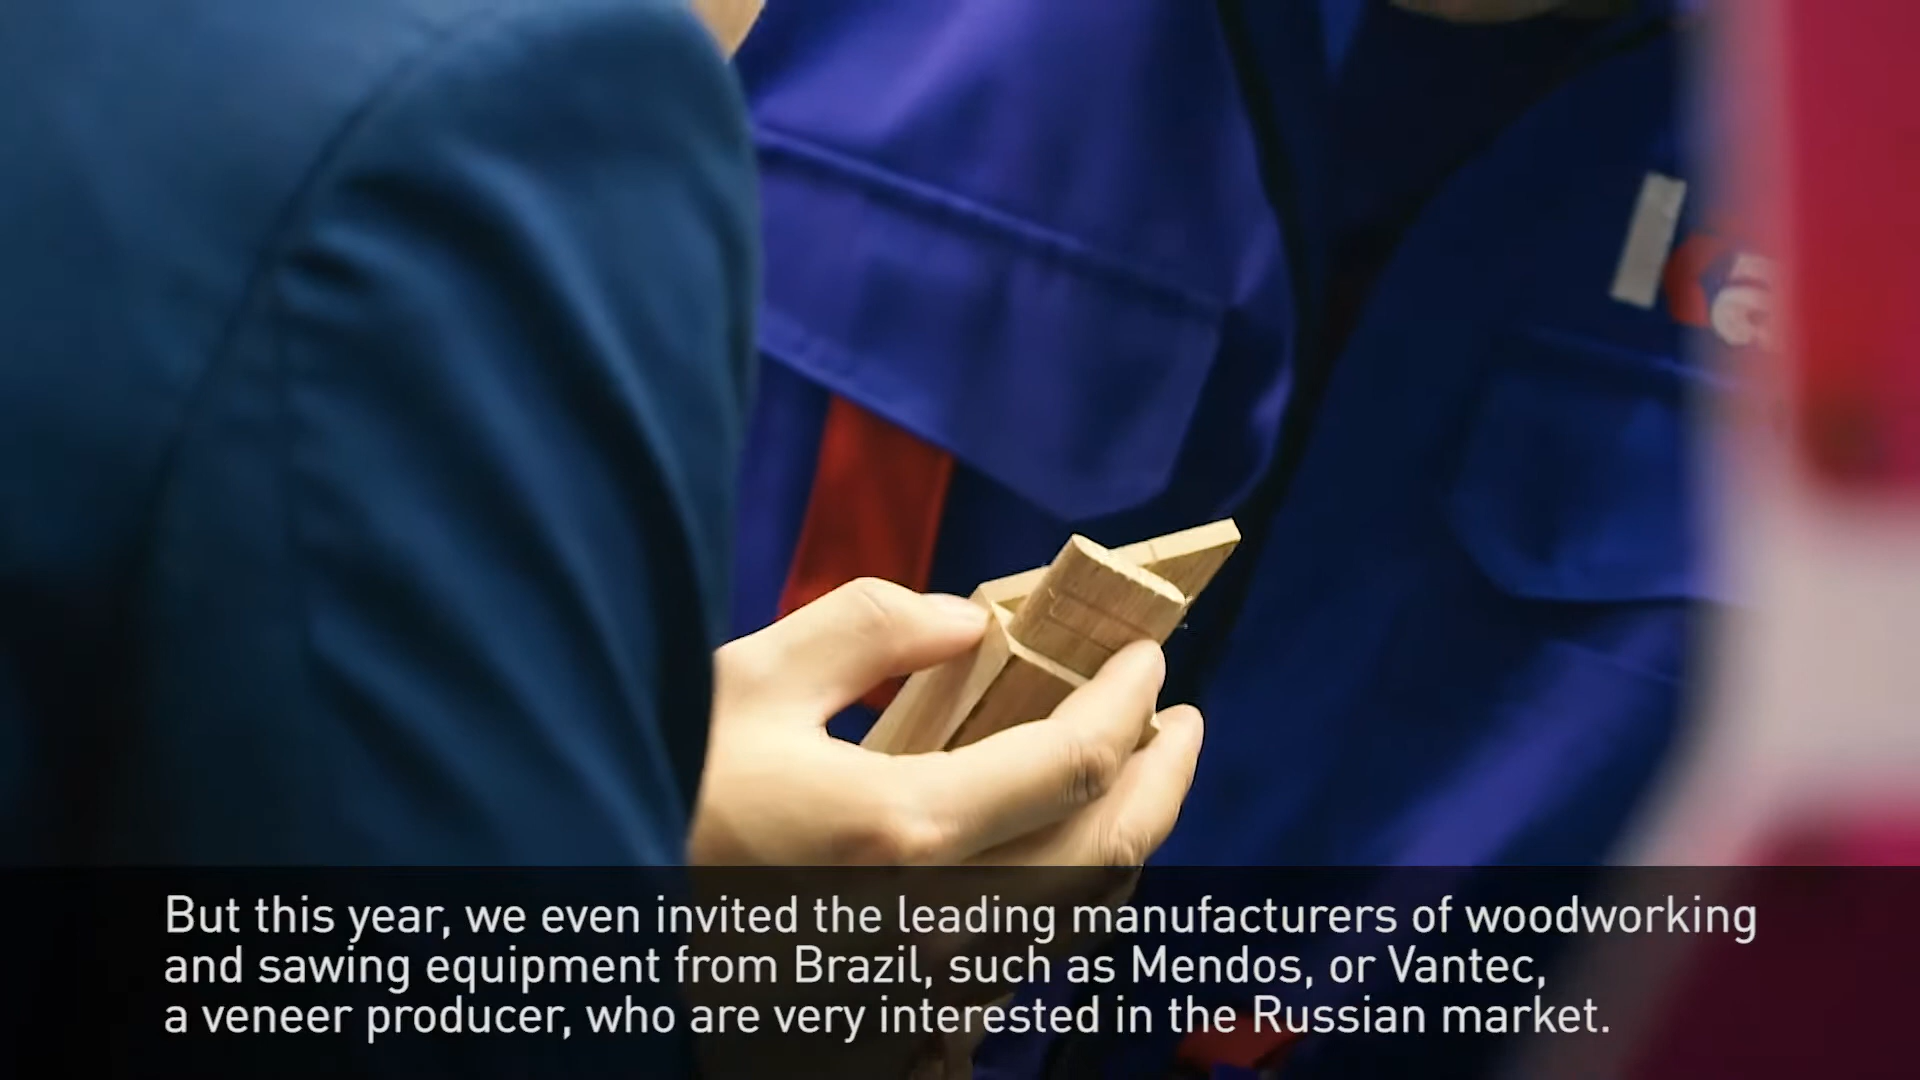 But this year, we even invited the leading manufacturers of woodworking
and sawing equipment from Brazil, such as Mendos, or Vantec,
a veneer producer, who are very interested in the Russian market.